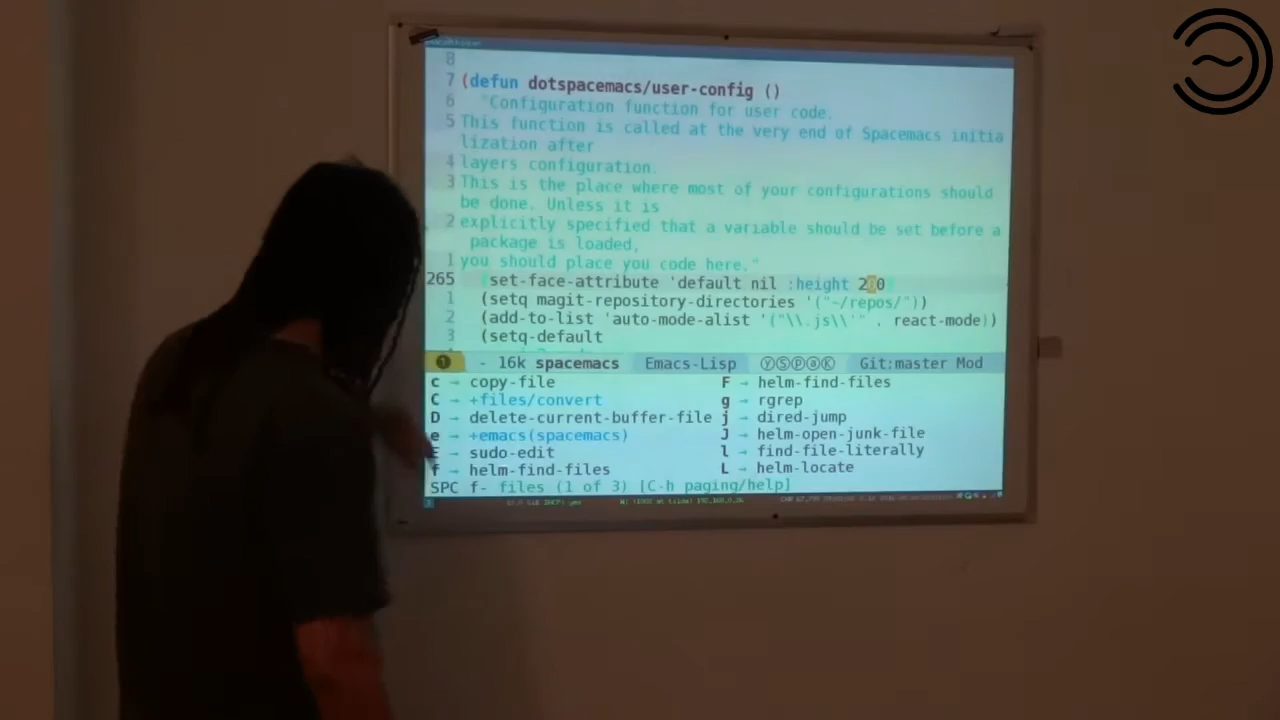 8
7 (defun dotspacemacs/user-config ()
6 "Configuration function for user code.
5 This function is called at the very end of Spacemacs initia
lization after
4 layers configuration.
3 This is the place where most of your configurations should
be done. Unless it is
2 explicitly specified that a variable should be set before a
package is loaded,
1 you should place you code here."
265 (set-face-attribute 'default nil :height 200
1 (setq magit-repository-directories '("~/repos/"))
2 (add-to-list 'auto-mode-alist '("\\.js\\'" . react-mode))
3 (setq-default
❶ - 16k spacemacs Emacs-Lisp ⓨⓈⓅⓐⓀ Git:master Mod
c → copy-file F → helm-find-files
C → +files/convert g → rgrep
D → delete-current-buffer-file j → dired-jump
e → +emacs(spacemacs) J → helm-open-junk-file
E → sudo-edit l → find-file-literally
f → helm-find-files L → helm-locate
SPC f- files (1 of 3) [C-h paging/help]